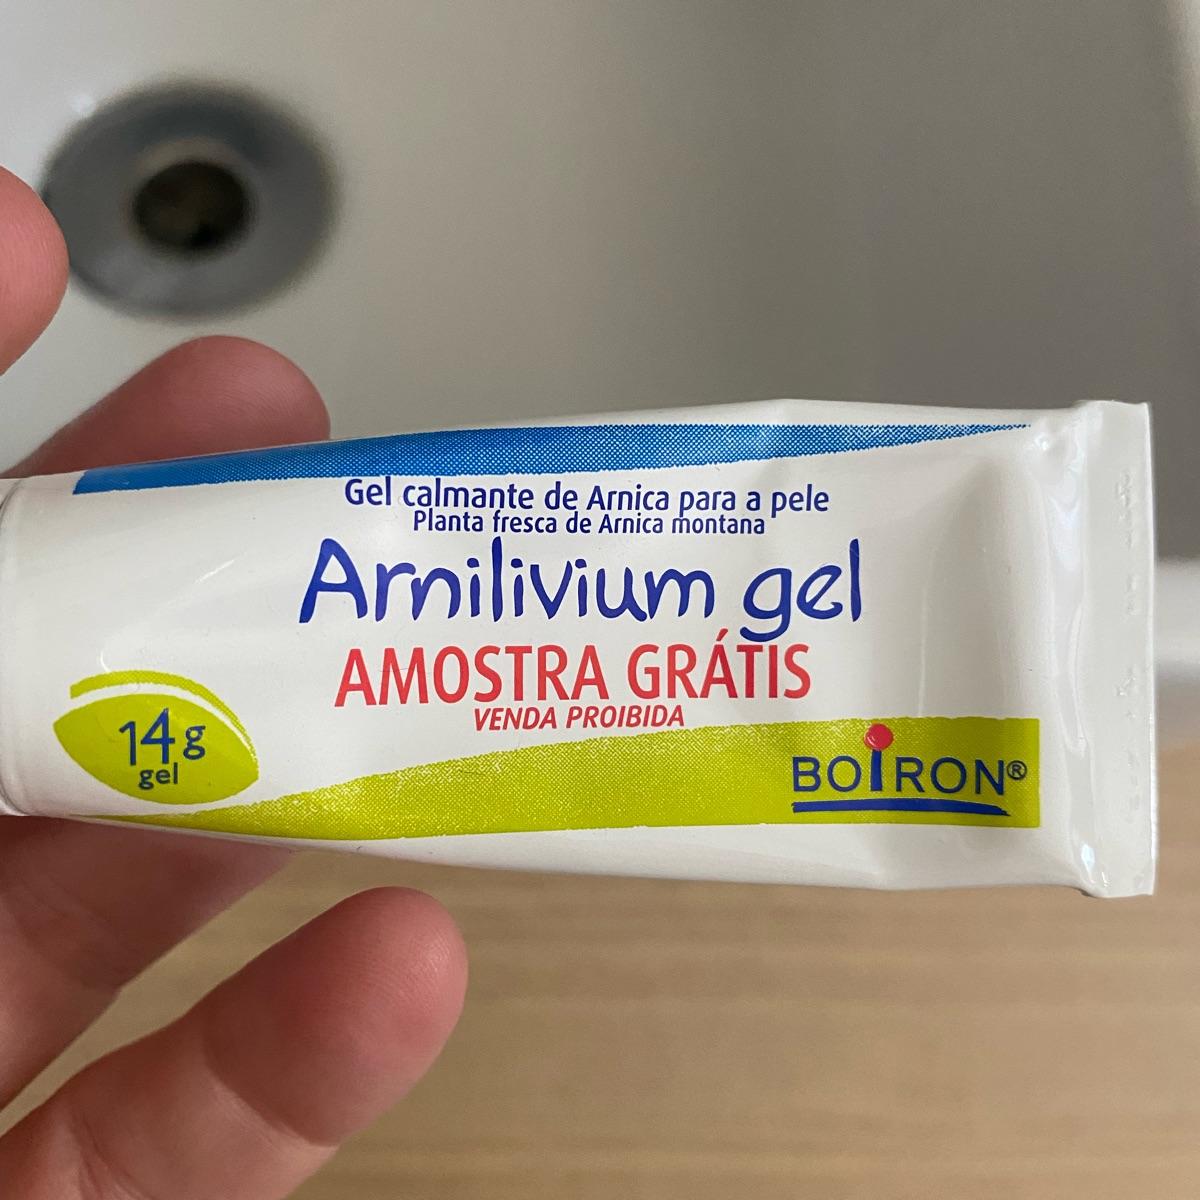 Gel calmante de Arnica para a pele
Planta fresca de Arnica montana
Arnilivium gel
AMOSTRA GRÁTIS
VENDA PROIBIDA
14 g
gel
BOIRON®